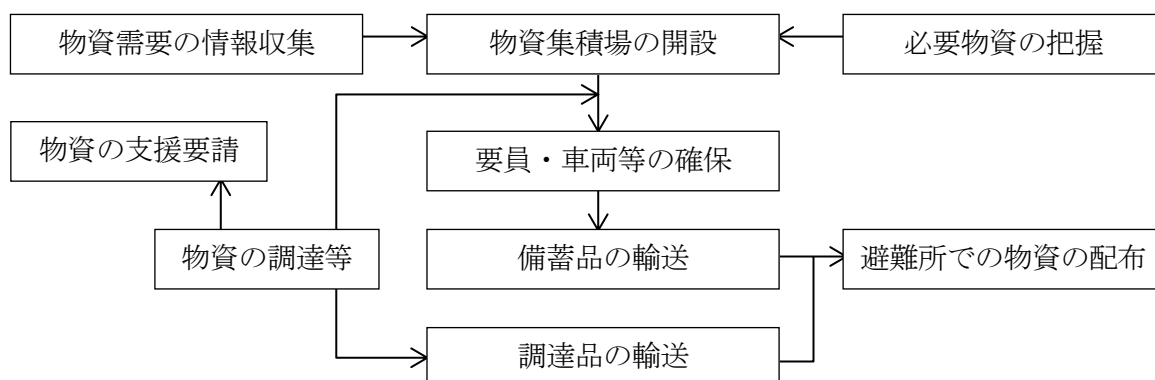 物資需要の情報収集
物資集積場の開設
必要物資の把握
物資の支援要請
要員・車両等の確保
物資の調達等
備蓄品の輸送
避難所での物資の配布
調達品の輸送